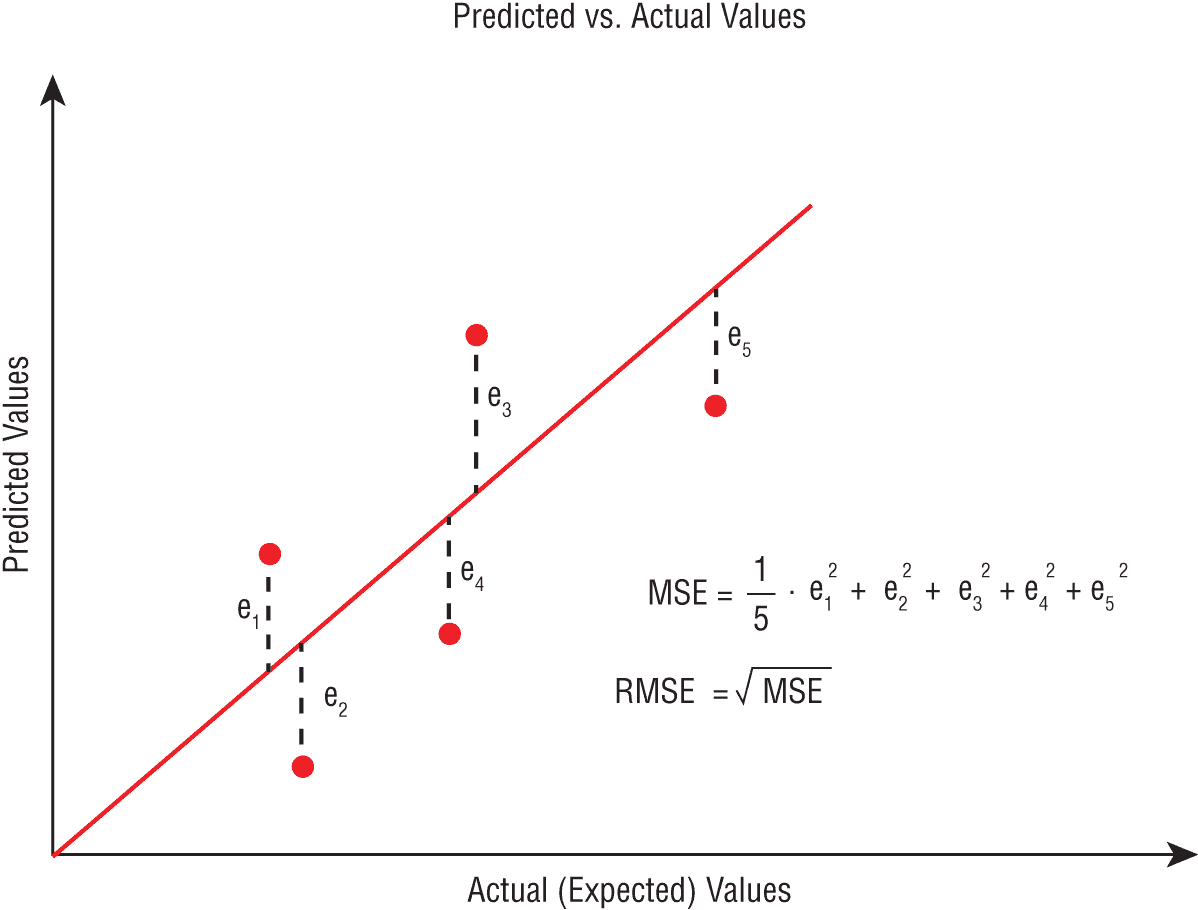 Predicted vs. Actual Values
Predicted Values
e₃
e₅
e₁
e₄
e₂
MSE = 1/5 · e₁² + e₂² + e₃² + e₄² + e₅²
RMSE = √MSE
Actual (Expected) Values